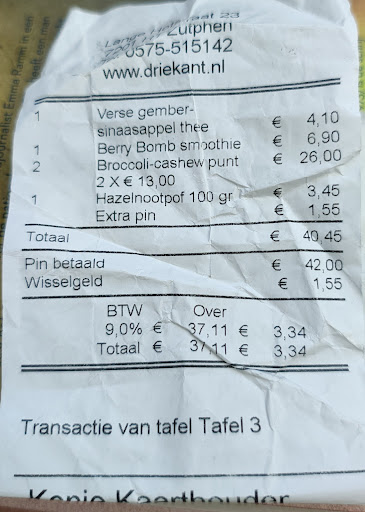 Zutphen
0575-515142
www.driekant.nl
1 Verse gember-
sinaasappel thee € 4,10
1 Berry Bomb smoothie € 6,90
2 Broccoli-cashew punt € 26,00
2 X € 13,00
1 Hazelnootpof 100 gr € 3,45
Extra pin € 1,55
Totaal € 40,45
Pin betaald € 42,00
Wisselgeld € 1,55
BTW Over
9,0% € 37,11 € 3,34
Totaal € 37,11 € 3,34
Transactie van tafel Tafel 3
Kopie Kaarthouder